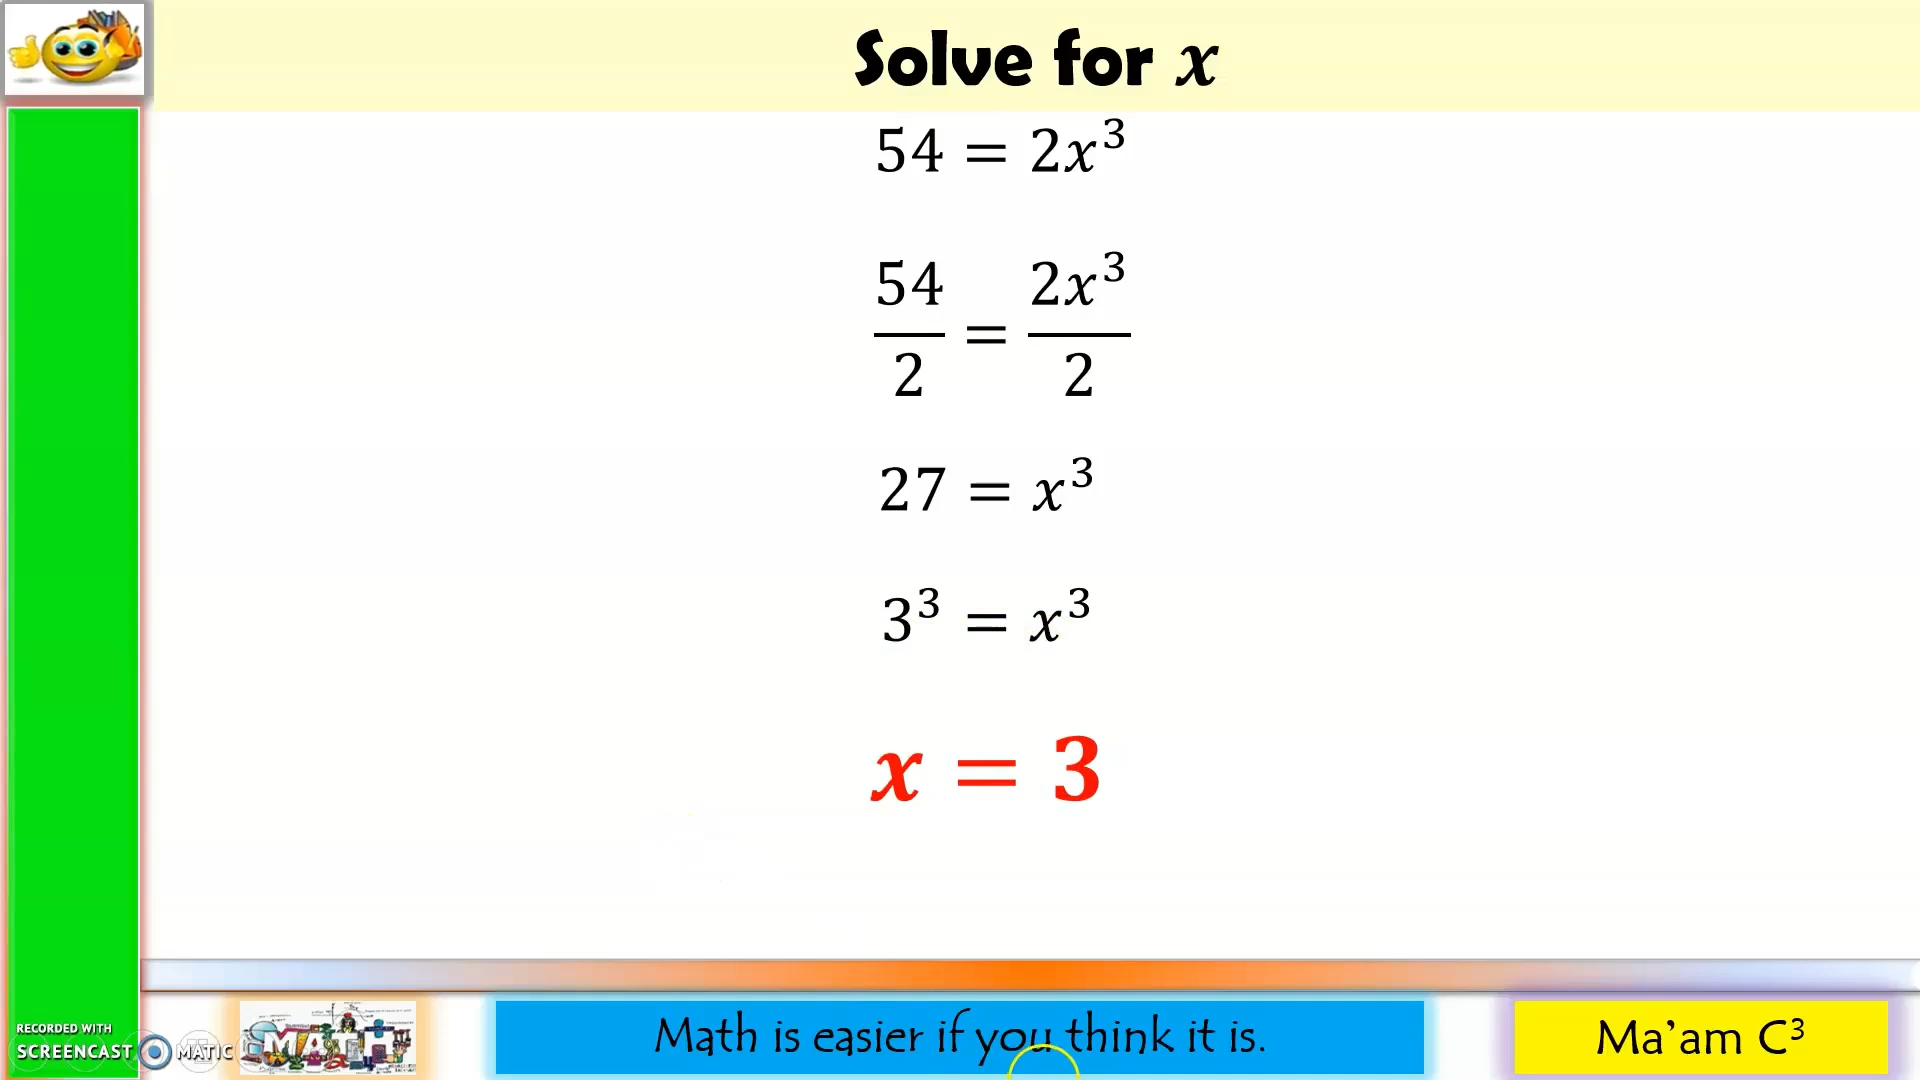 Solve for x
54 = 2x³
54/2 = 2x³/2
27 = x³
3³ = x³
x = 3
RECORDED WITH
SCREENCAST MATIC
MATH
Math is easier if you think it is.
Ma'am C³